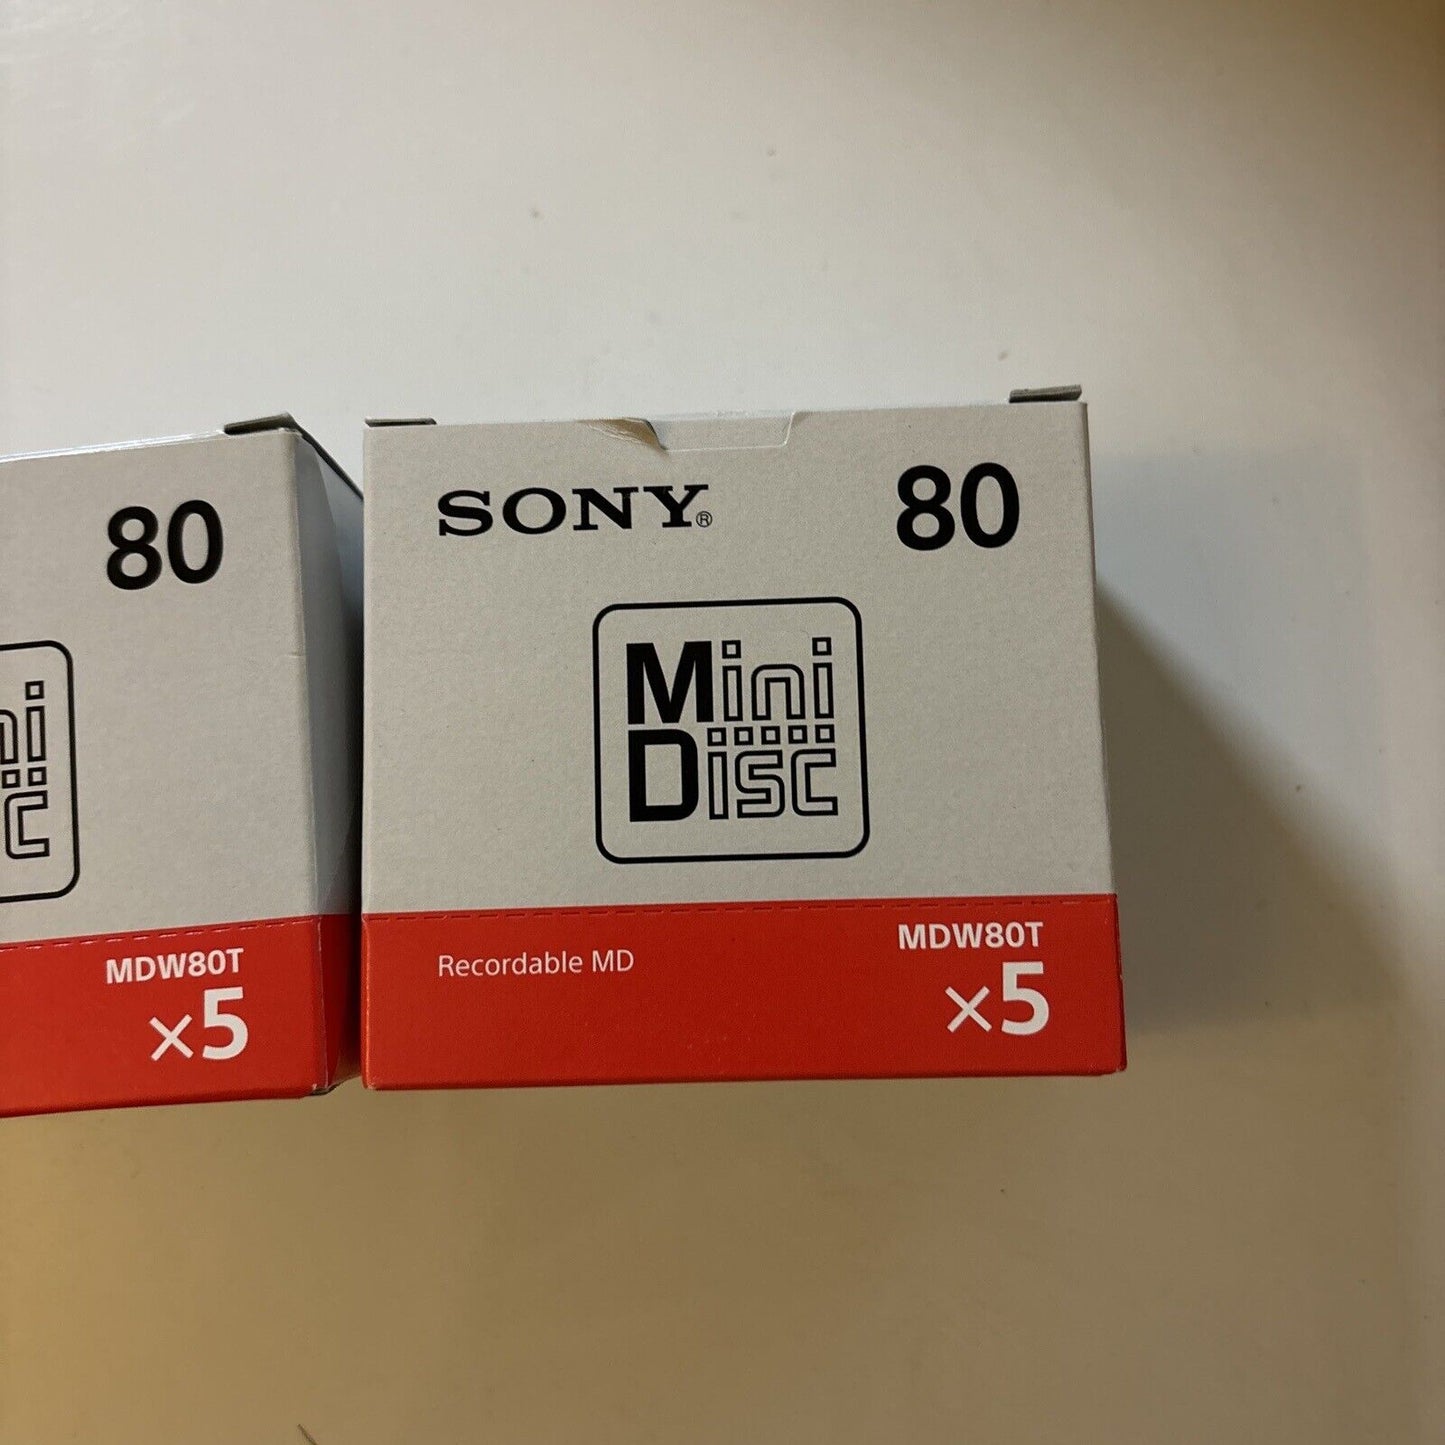 80
MDW80T
×5
SONY®
80
Mini
Disc
Recordable MD
MDW80T
×5